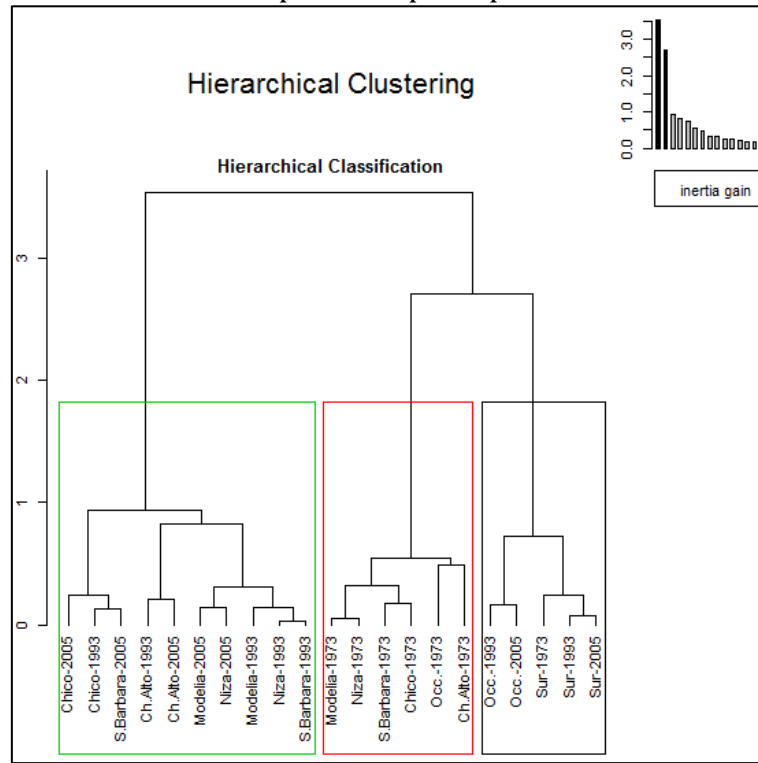 Hierarchical Clustering
3.0
2.0
1.0
0.0
inertia gain
Hierarchical Classification
3
2
1
0
Chico-2005
Chico-1993
S.Barbara-2005
Ch.Alto-1993
Ch.Alto-2005
Modelia-2005
Niza-2005
Modelia-1993
Niza-1993
S.Barbara-1993
Modelia-1973
Niza-1973
S.Barbara-1973
Chico-1973
Occ.-1973
Ch.Alto-1973
Occ.-1993
Occ.-2005
Sur-1973
Sur-1993
Sur-2005